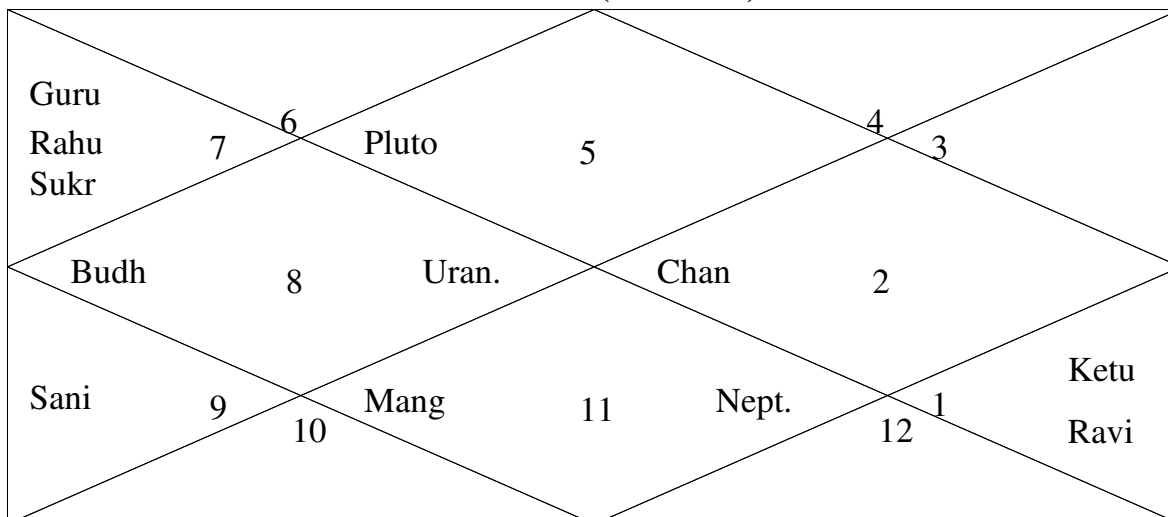 Guru
6
4
Rahu
7
Pluto
5
3
Sukr
Budh
8
Uran.
Chan
2
Ketu
Sani
9
Mang
11
Nept.
1
10
12
Ravi